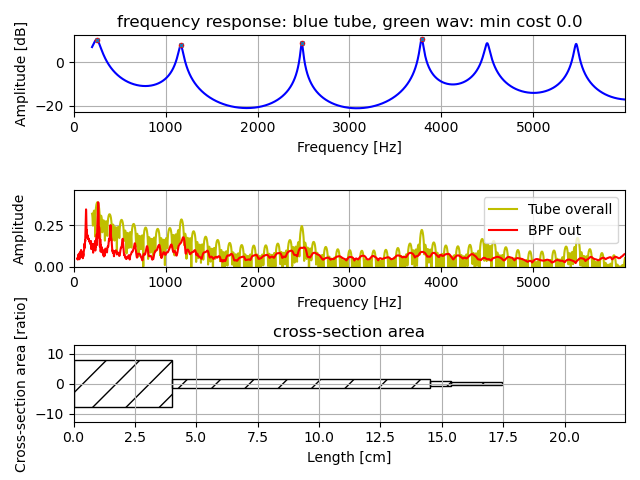 frequency response: blue tube, green wav: min cost 0.0
Amplitude [dB]
0
−20
0 1000 2000 3000 4000 5000
Frequency [Hz]
Amplitude
0.25
0.00
Tube overall
BPF out
0 1000 2000 3000 4000 5000
Frequency [Hz]
cross-section area
Cross-section area [ratio]
10
0
−10
0.0 2.5 5.0 7.5 10.0 12.5 15.0 17.5 20.0
Length [cm]